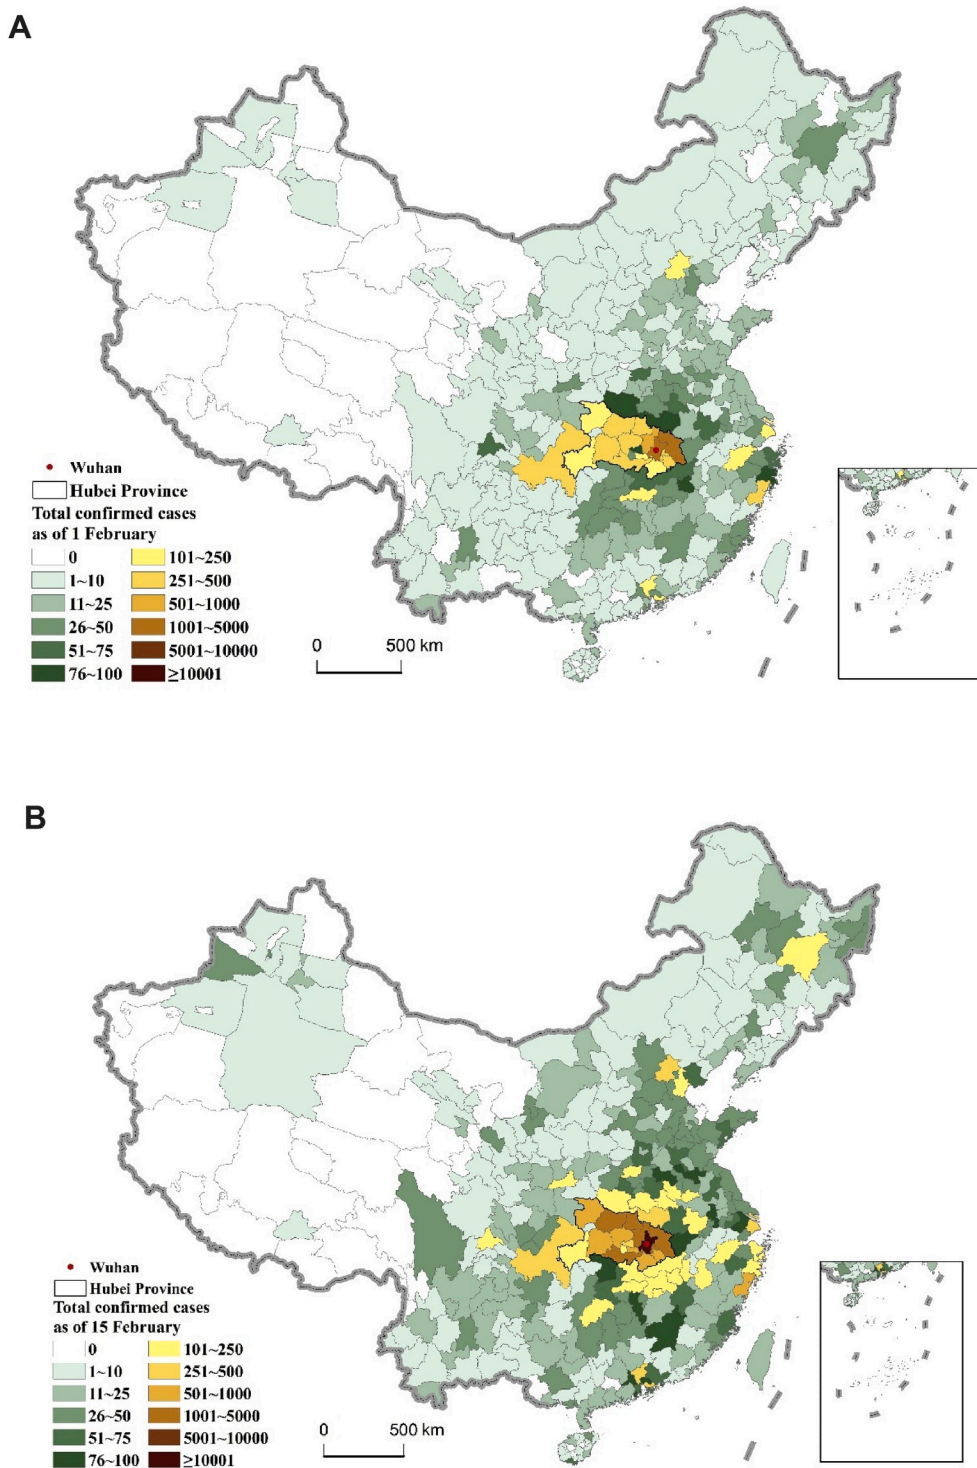 A
Wuhan
Hubei Province
Total confirmed cases
as of 1 February
0
1~10
11~25
26~50
51~75
76~100
101~250
251~500
501~1000
1001~5000
5001~10000
≥10001
0 500 km
B
Wuhan
Hubei Province
Total confirmed cases
as of 15 February
0
1~10
11~25
26~50
51~75
76~100
101~250
251~500
501~1000
1001~5000
5001~10000
≥10001
0 500 km